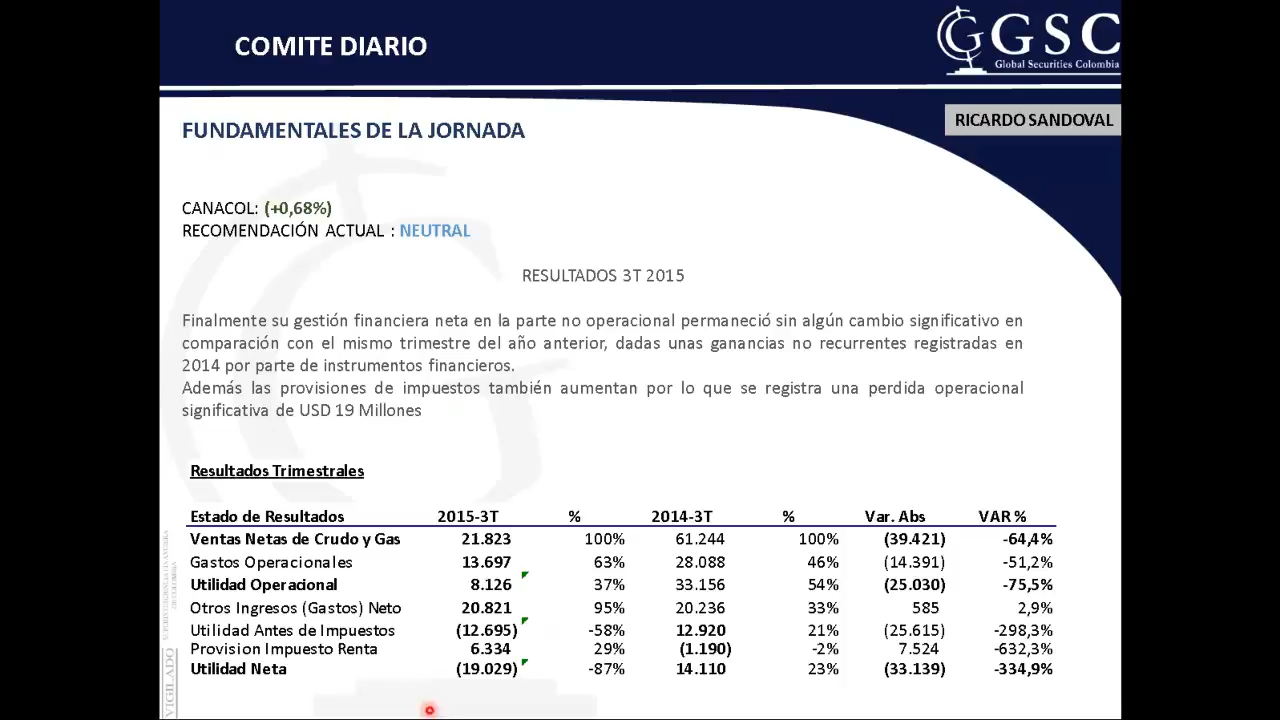 COMITE DIARIO
GGSC
Global Securities Colombia
RICARDO SANDOVAL
FUNDAMENTALES DE LA JORNADA
CANACOL: (+0,68%)
RECOMENDACIÓN ACTUAL : NEUTRAL
RESULTADOS 3T 2015
Finalmente su gestión financiera neta en la parte no operacional permaneció sin algún cambio significativo en
comparación con el mismo trimestre del año anterior, dadas unas ganancias no recurrentes registradas en
2014 por parte de instrumentos financieros.
Además las provisiones de impuestos también aumentan por lo que se registra una perdida operacional
significativa de USD 19 Millones
Resultados Trimestrales
Estado de Resultados 2015-3T % 2014-3T % Var. Abs VAR %
Ventas Netas de Crudo y Gas 21.823 100% 61.244 100% (39.421) -64,4%
Gastos Operacionales 13.697 63% 28.088 46% (14.391) -51,2%
Utilidad Operacional 8.126 37% 33.156 54% (25.030) -75,5%
Otros Ingresos (Gastos) Neto 20.821 95% 20.236 33% 585 2,9%
Utilidad Antes de Impuestos (12.695) -58% 12.920 21% (25.615) -298,3%
Provision Impuesto Renta 6.334 29% (1.190) -2% 7.524 -632,3%
Utilidad Neta (19.029) -87% 14.110 23% (33.139) -334,9%
VIGILADO